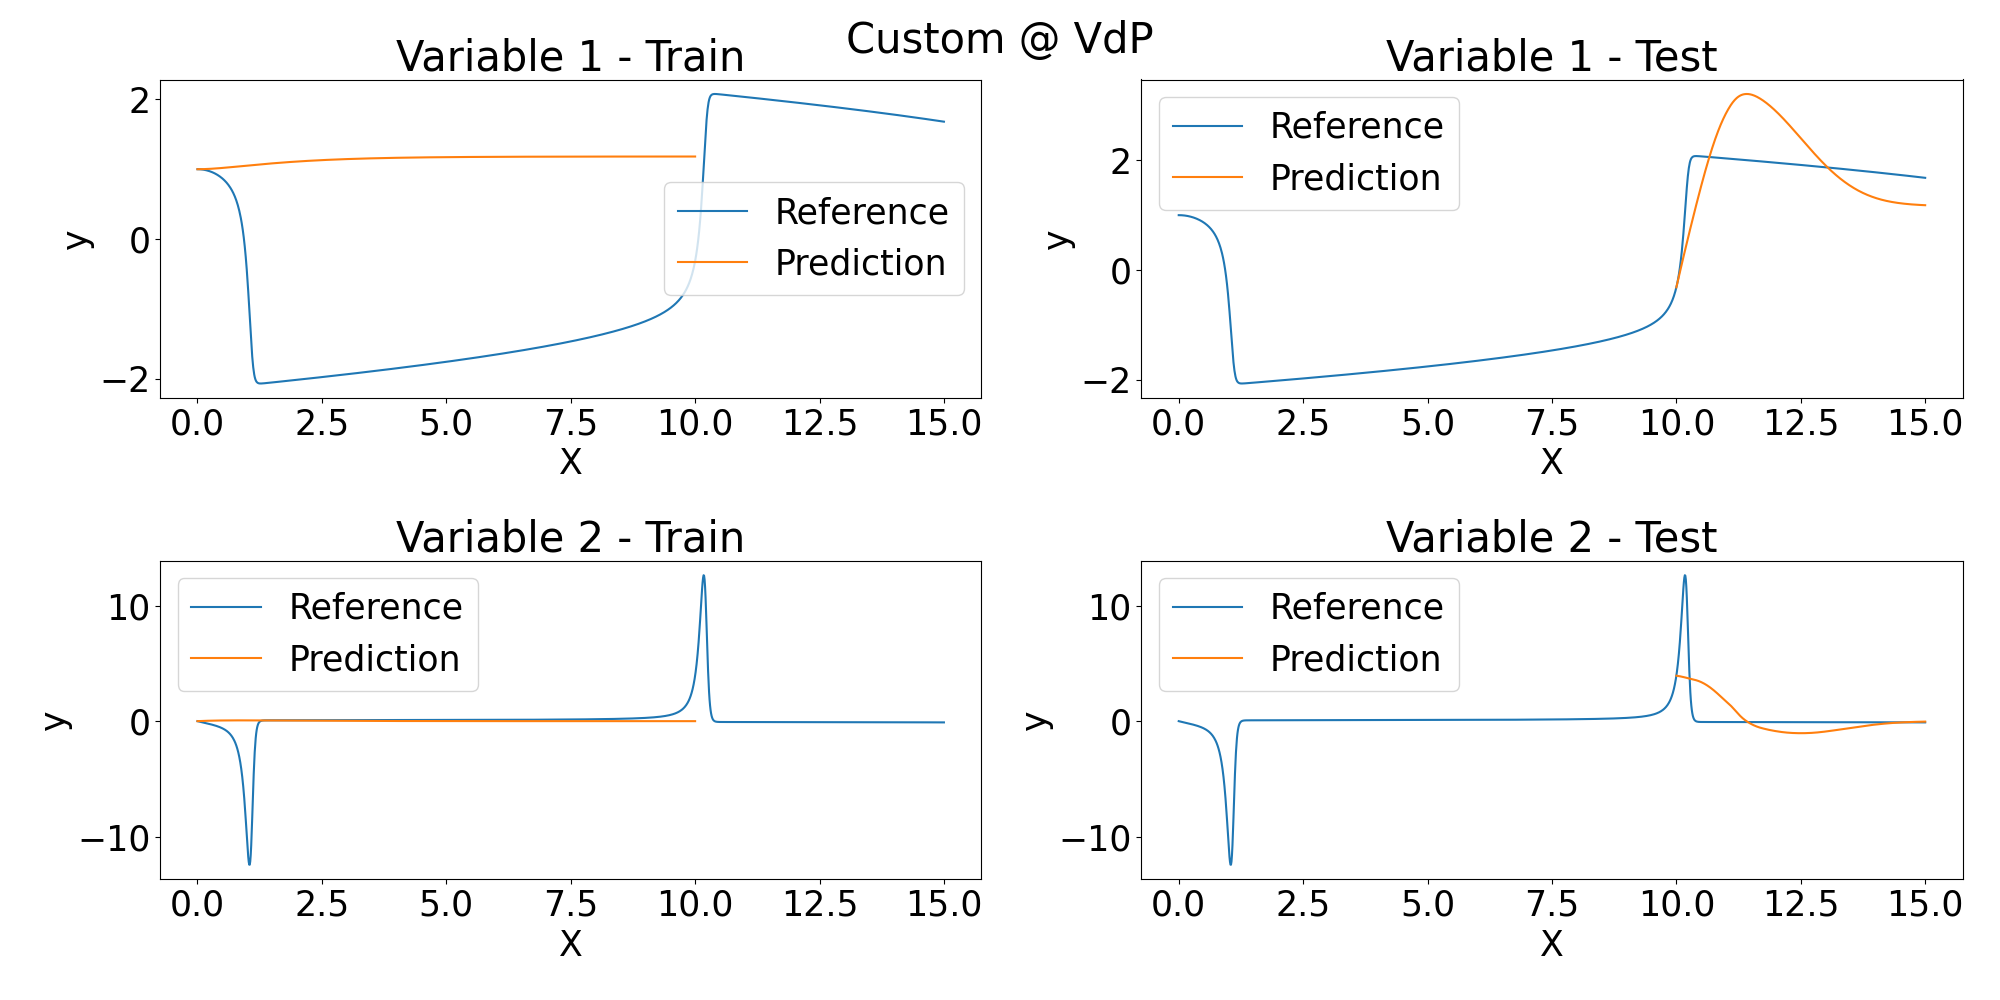 Custom @ VdP
Variable 1 - Train
2
0
−2
y
Reference
Prediction
0.0 2.5 5.0 7.5 10.0 12.5 15.0
X
Variable 1 - Test
2
0
−2
y
Reference
Prediction
0.0 2.5 5.0 7.5 10.0 12.5 15.0
X
Variable 2 - Train
10
0
−10
y
Reference
Prediction
0.0 2.5 5.0 7.5 10.0 12.5 15.0
X
Variable 2 - Test
10
0
−10
y
Reference
Prediction
0.0 2.5 5.0 7.5 10.0 12.5 15.0
X